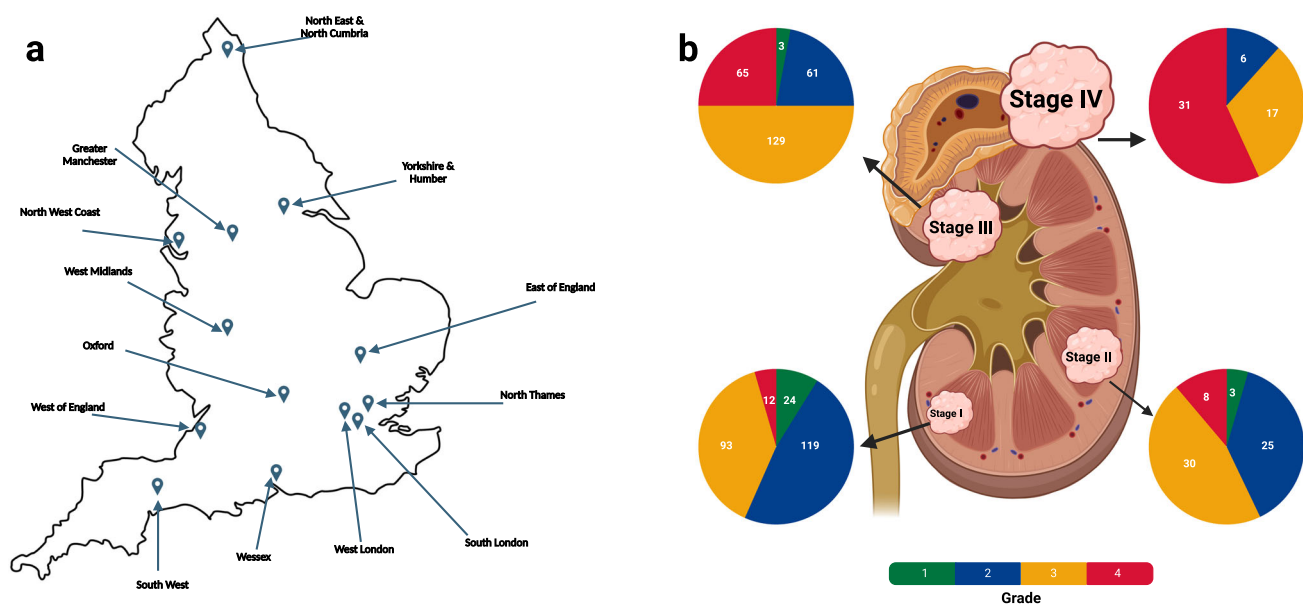 a
North East &
North Cumbria
Greater
Manchester
Yorkshire &
Humber
North West Coast
West Midlands
East of England
Oxford
North Thames
West of England
South London
West London
Wessex
South West
b
3
65
61
129
Stage IV
6
31
17
Stage III
Stage II
Stage I
12
24
93
119
8
3
25
30
1 2 3 4
Grade